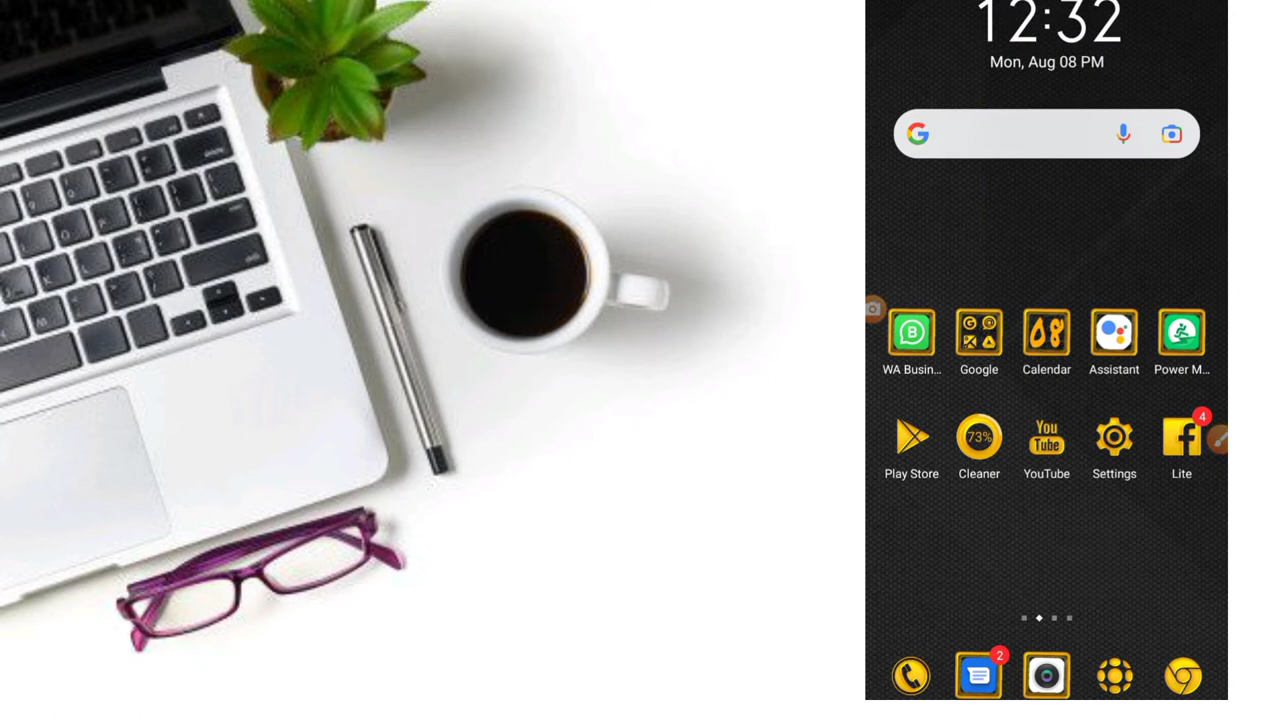 12:32
Mon, Aug 08 PM
WA Busin...
Google
Calendar
Assistant
Power M...
08
B
73%
You
Tube
4
Play Store
Cleaner
YouTube
Settings
Lite
2